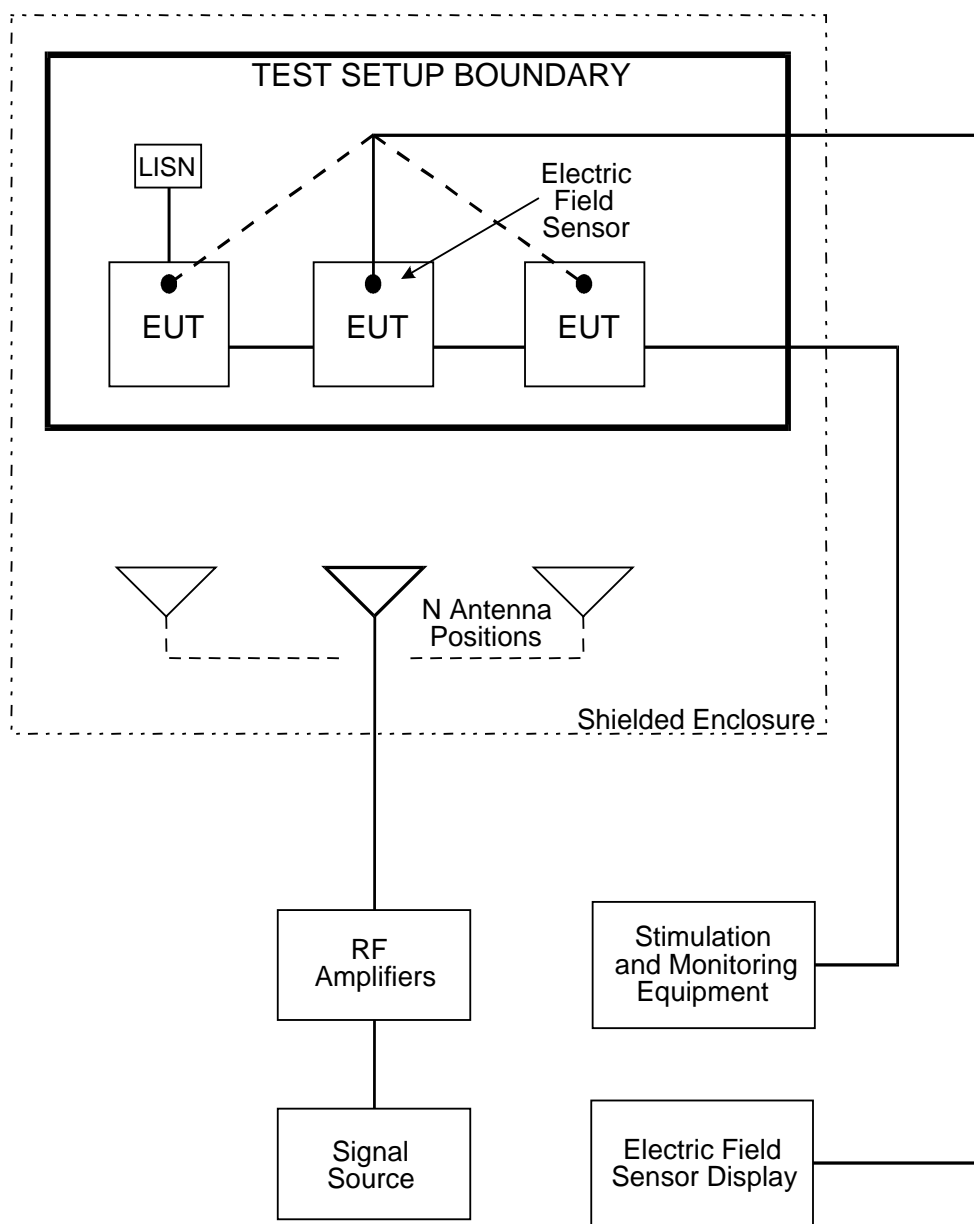 TEST SETUP BOUNDARY
LISN
Electric
Field
Sensor
EUT
EUT
EUT
N Antenna
Positions
Shielded Enclosure
RF
Amplifiers
Stimulation
and Monitoring
Equipment
Signal
Source
Electric Field
Sensor Display